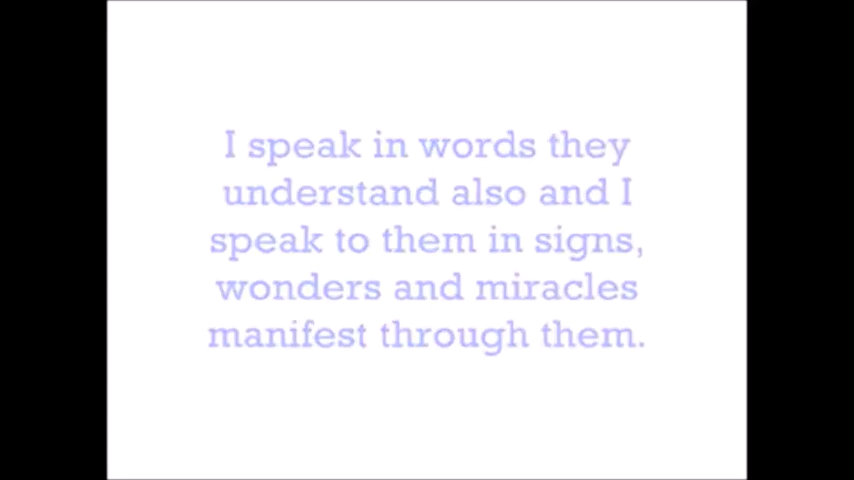 I speak in words they
understand also and I
speak to them in signs,
wonders and miracles
manifest through them.